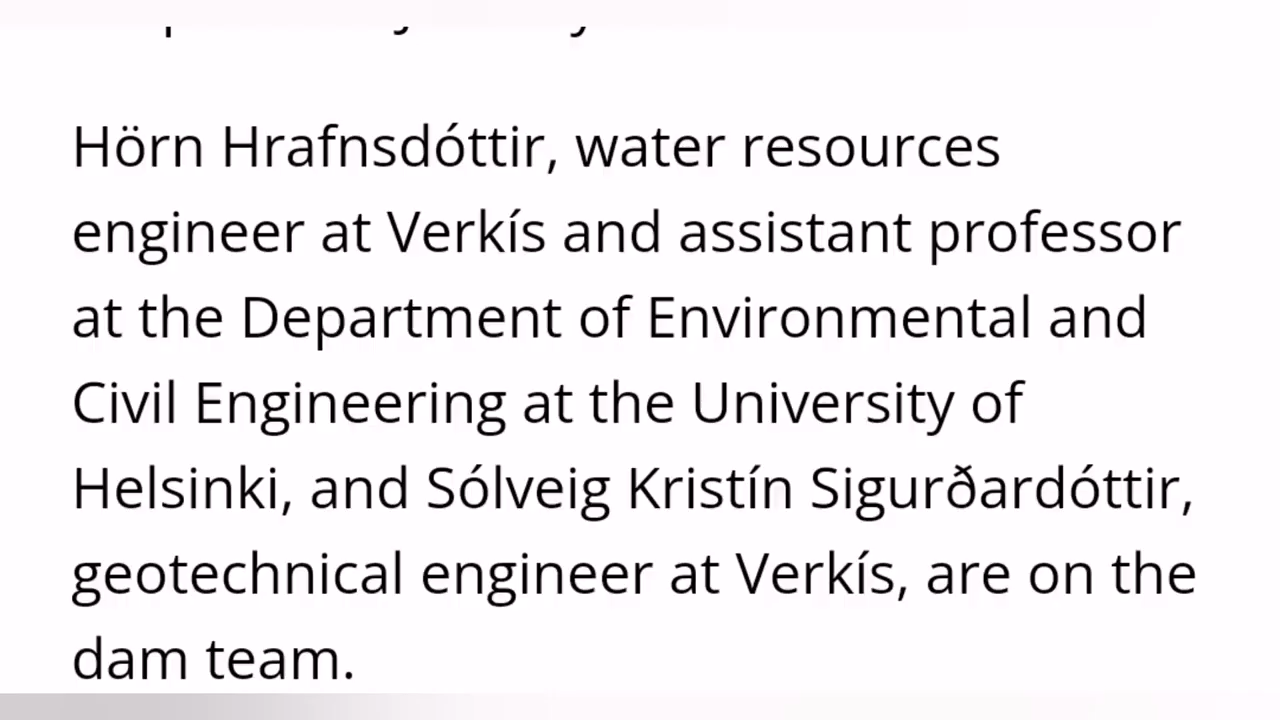 Hörn Hrafnsdóttir, water resources
engineer at Verkís and assistant professor
at the Department of Environmental and
Civil Engineering at the University of
Helsinki, and Sólveig Kristín Sigurðardóttir,
geotechnical engineer at Verkís, are on the
dam team.